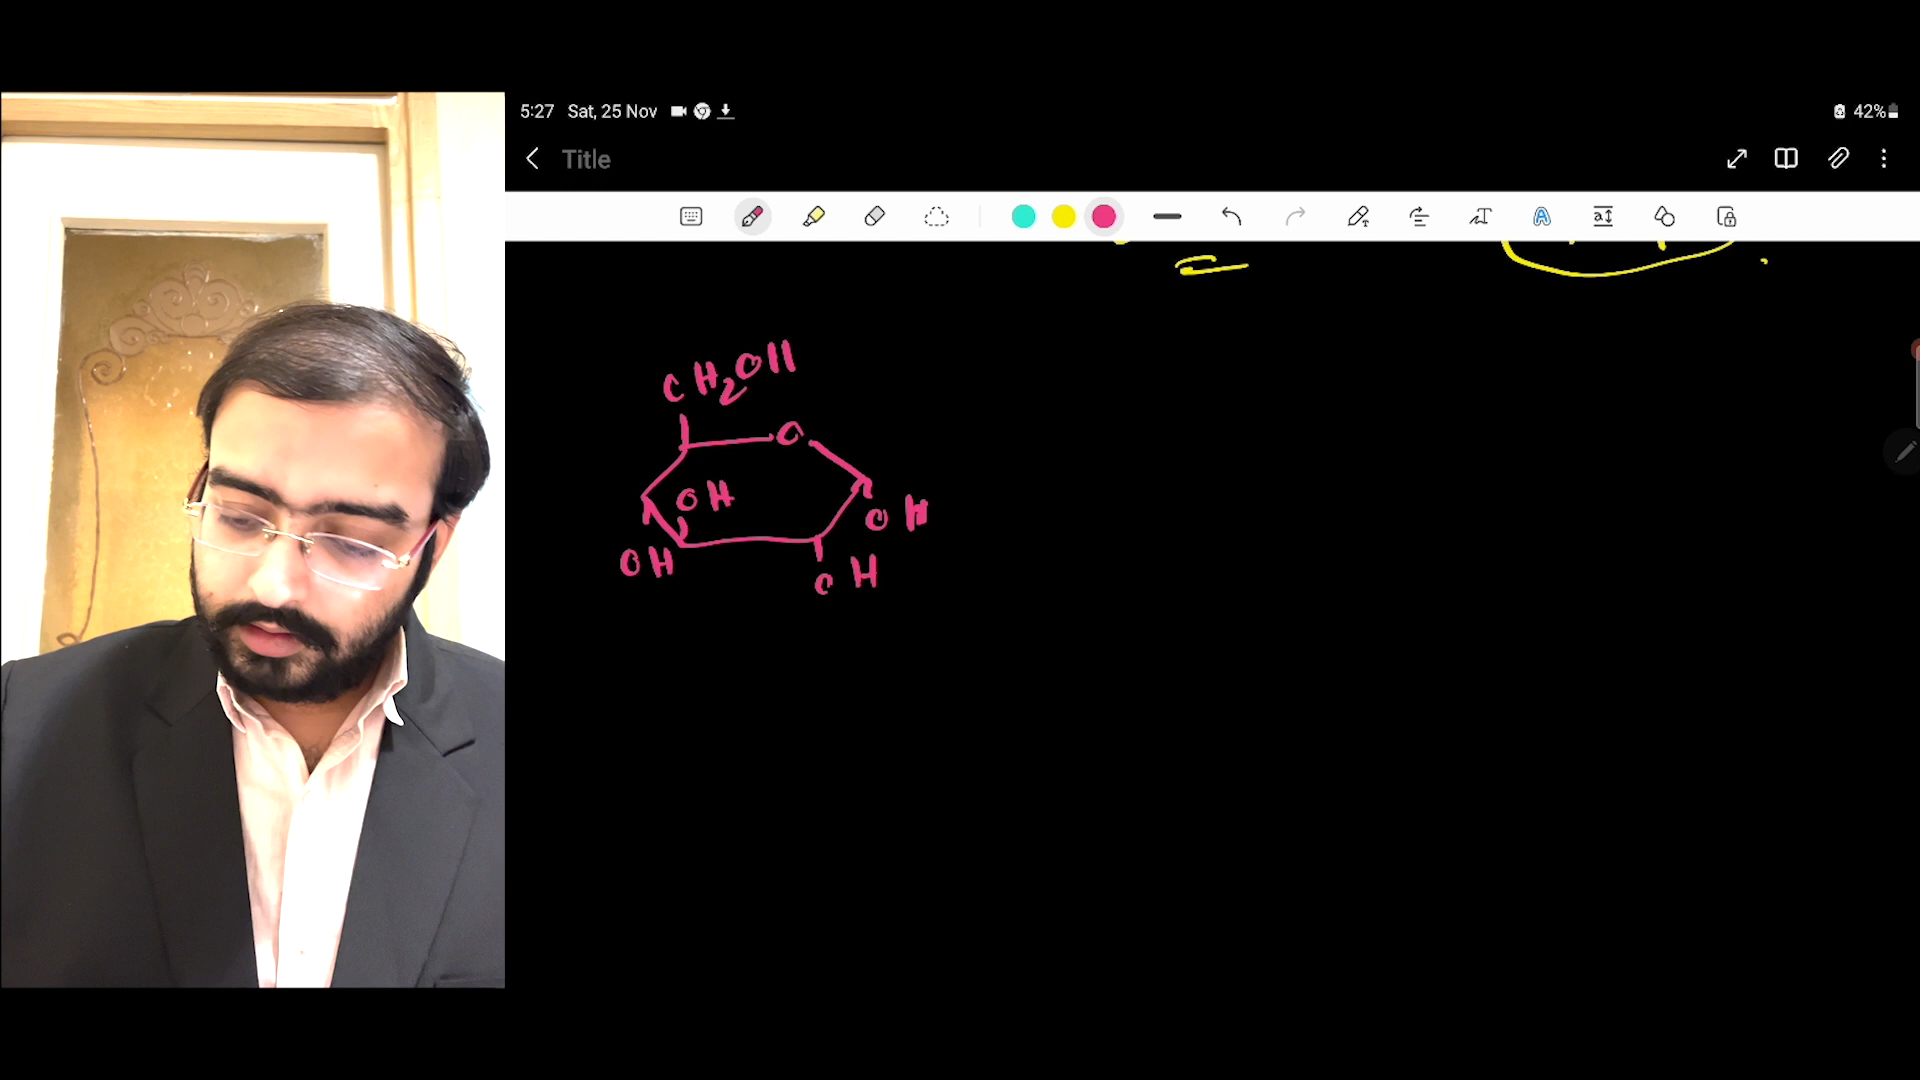 5:27 Sat, 25 Nov 42%
Title
CH₂OH
O
OH
OH
OH
OH